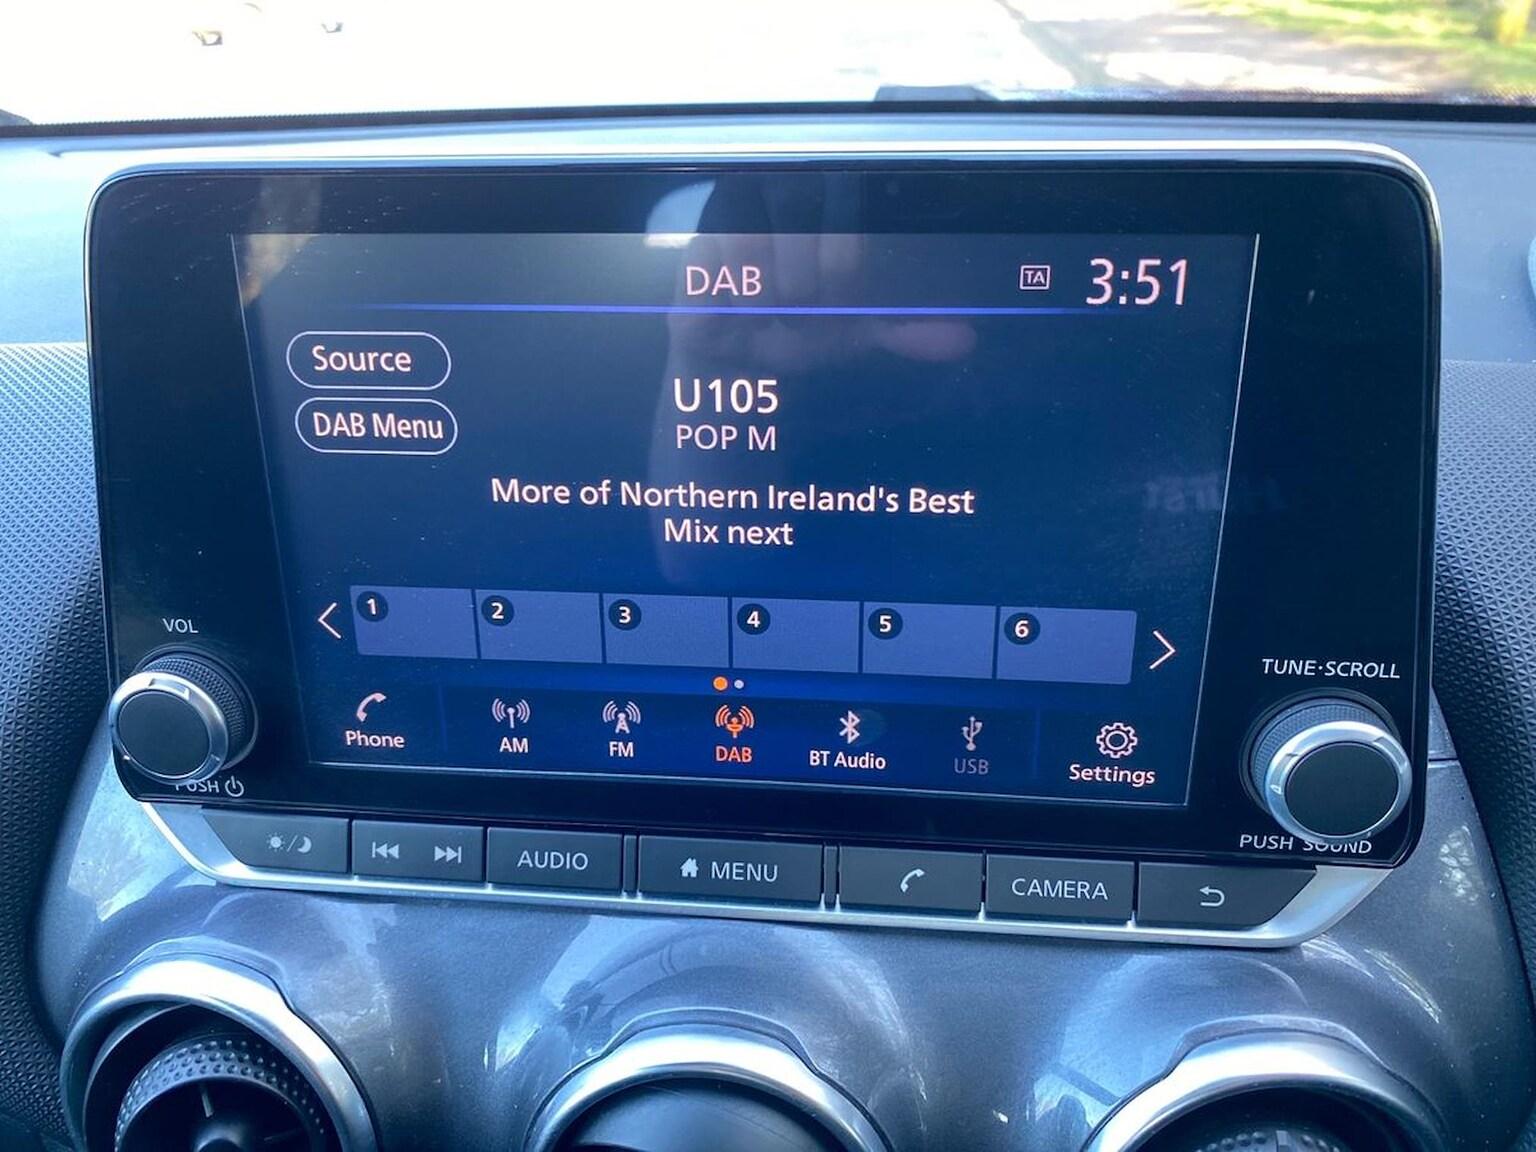 DAB
TA
3:51
Source
DAB Menu
U105
POP M
More of Northern Ireland's Best
Mix next
1
2
3
4
5
6
VOL
PUSH
TUNE·SCROLL
PUSH SOUND
Phone
AM
FM
DAB
BT Audio
USB
Settings
AUDIO
MENU
CAMERA